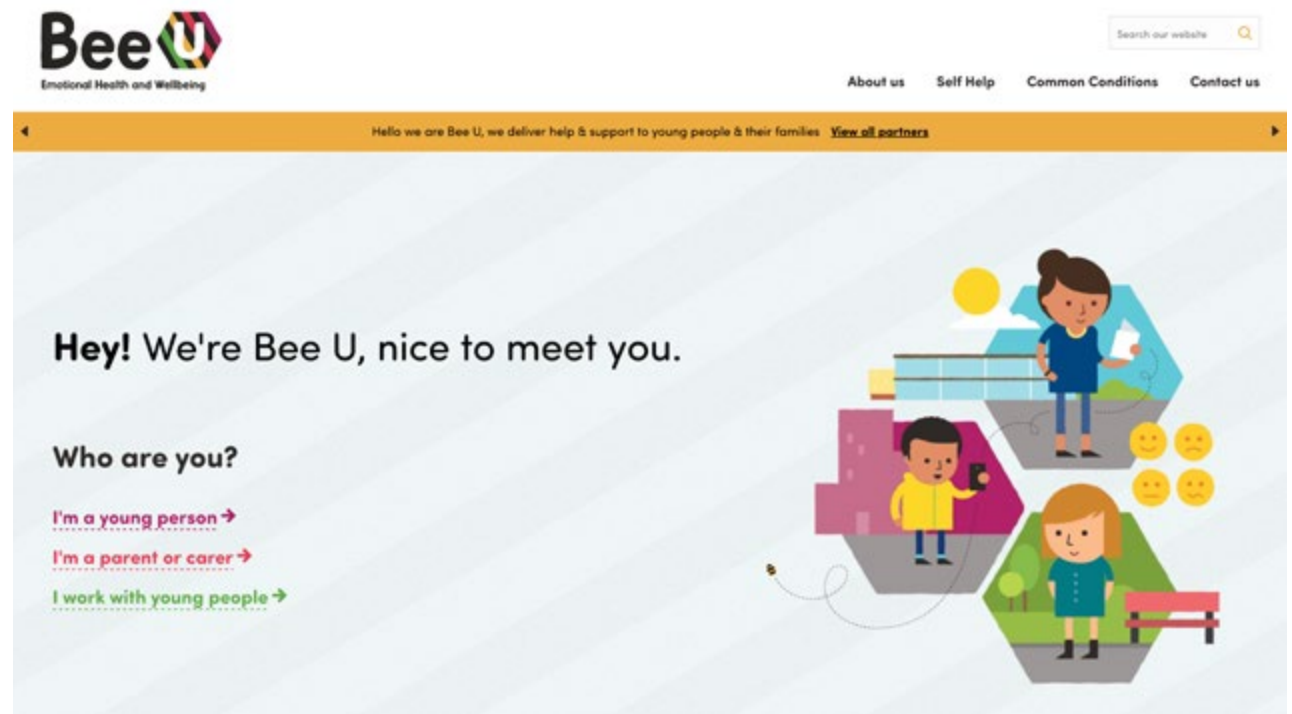 Bee U
Emotional Health and Wellbeing
Search our website
About us Self Help Common Conditions Contact us
Hello we are Bee U, we deliver help & support to young people & their families View all partners
Hey! We're Bee U, nice to meet you.
Who are you?
I'm a young person →
I'm a parent or carer →
I work with young people →